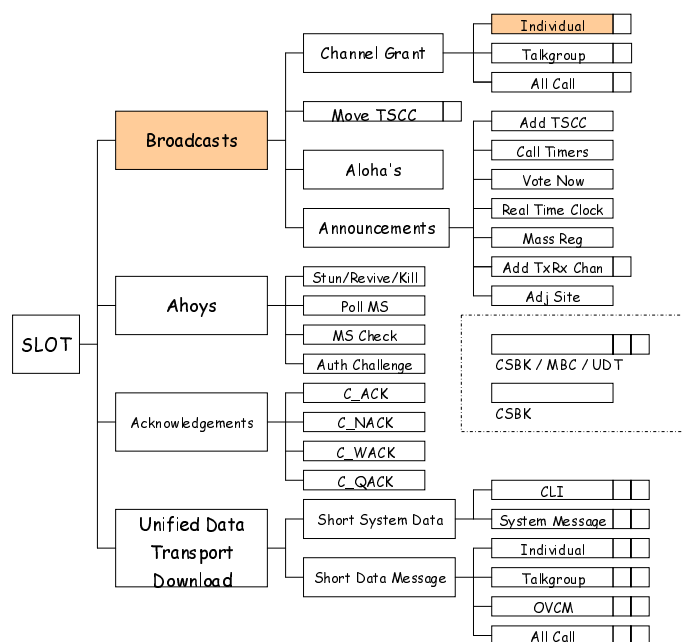 SLOT
Broadcasts
Channel Grant
Individual
Talkgroup
All Call
Move TSCC
Aloha's
Announcements
Add TSCC
Call Timers
Vote Now
Real Time Clock
Mass Reg
Add TxRx Chan
Adj Site
Ahoys
Stun/Revive/Kill
Poll MS
MS Check
Auth Challenge
CSBK / MBC / UDT
CSBK
Acknowledgements
C_ACK
C_NACK
C_WACK
C_QACK
Unified Data
Transport
Download
Short System Data
CLI
System Message
Short Data Message
Individual
Talkgroup
OVCM
All Call